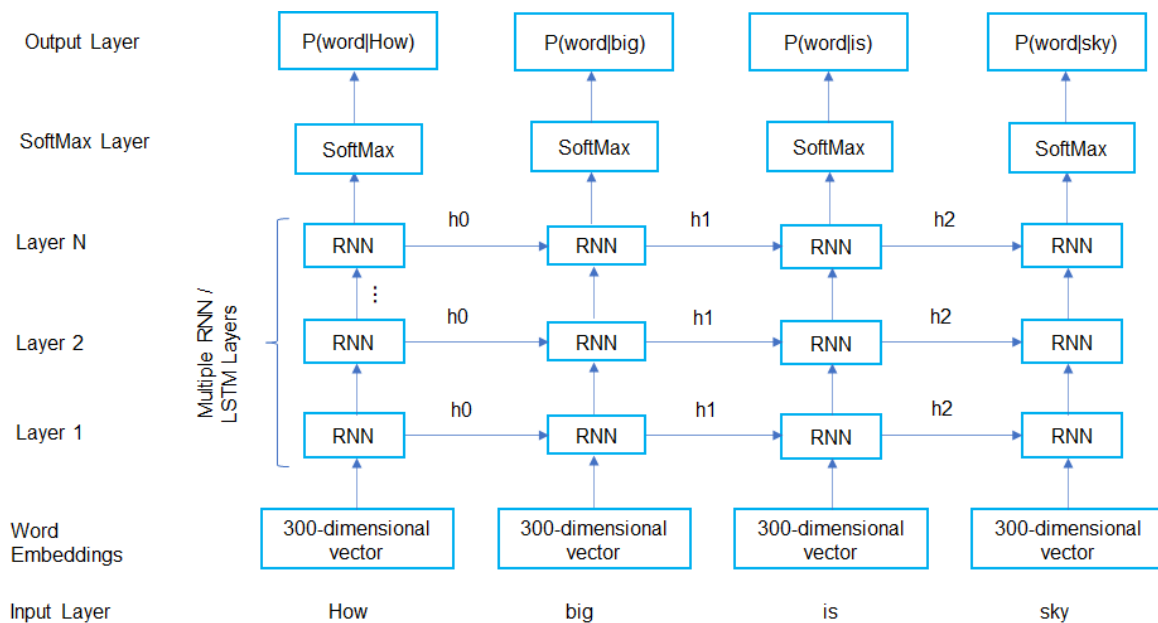 Output Layer
P(word|How)
P(word|big)
P(word|is)
P(word|sky)
SoftMax Layer
SoftMax
SoftMax
SoftMax
SoftMax
Layer N
RNN
h0
RNN
h1
RNN
h2
RNN
...
Multiple RNN /
LSTM Layers
Layer 2
RNN
h0
RNN
h1
RNN
h2
RNN
Layer 1
RNN
h0
RNN
h1
RNN
h2
RNN
Word
Embeddings
300-dimensional
vector
300-dimensional
vector
300-dimensional
vector
300-dimensional
vector
Input Layer
How
big
is
sky